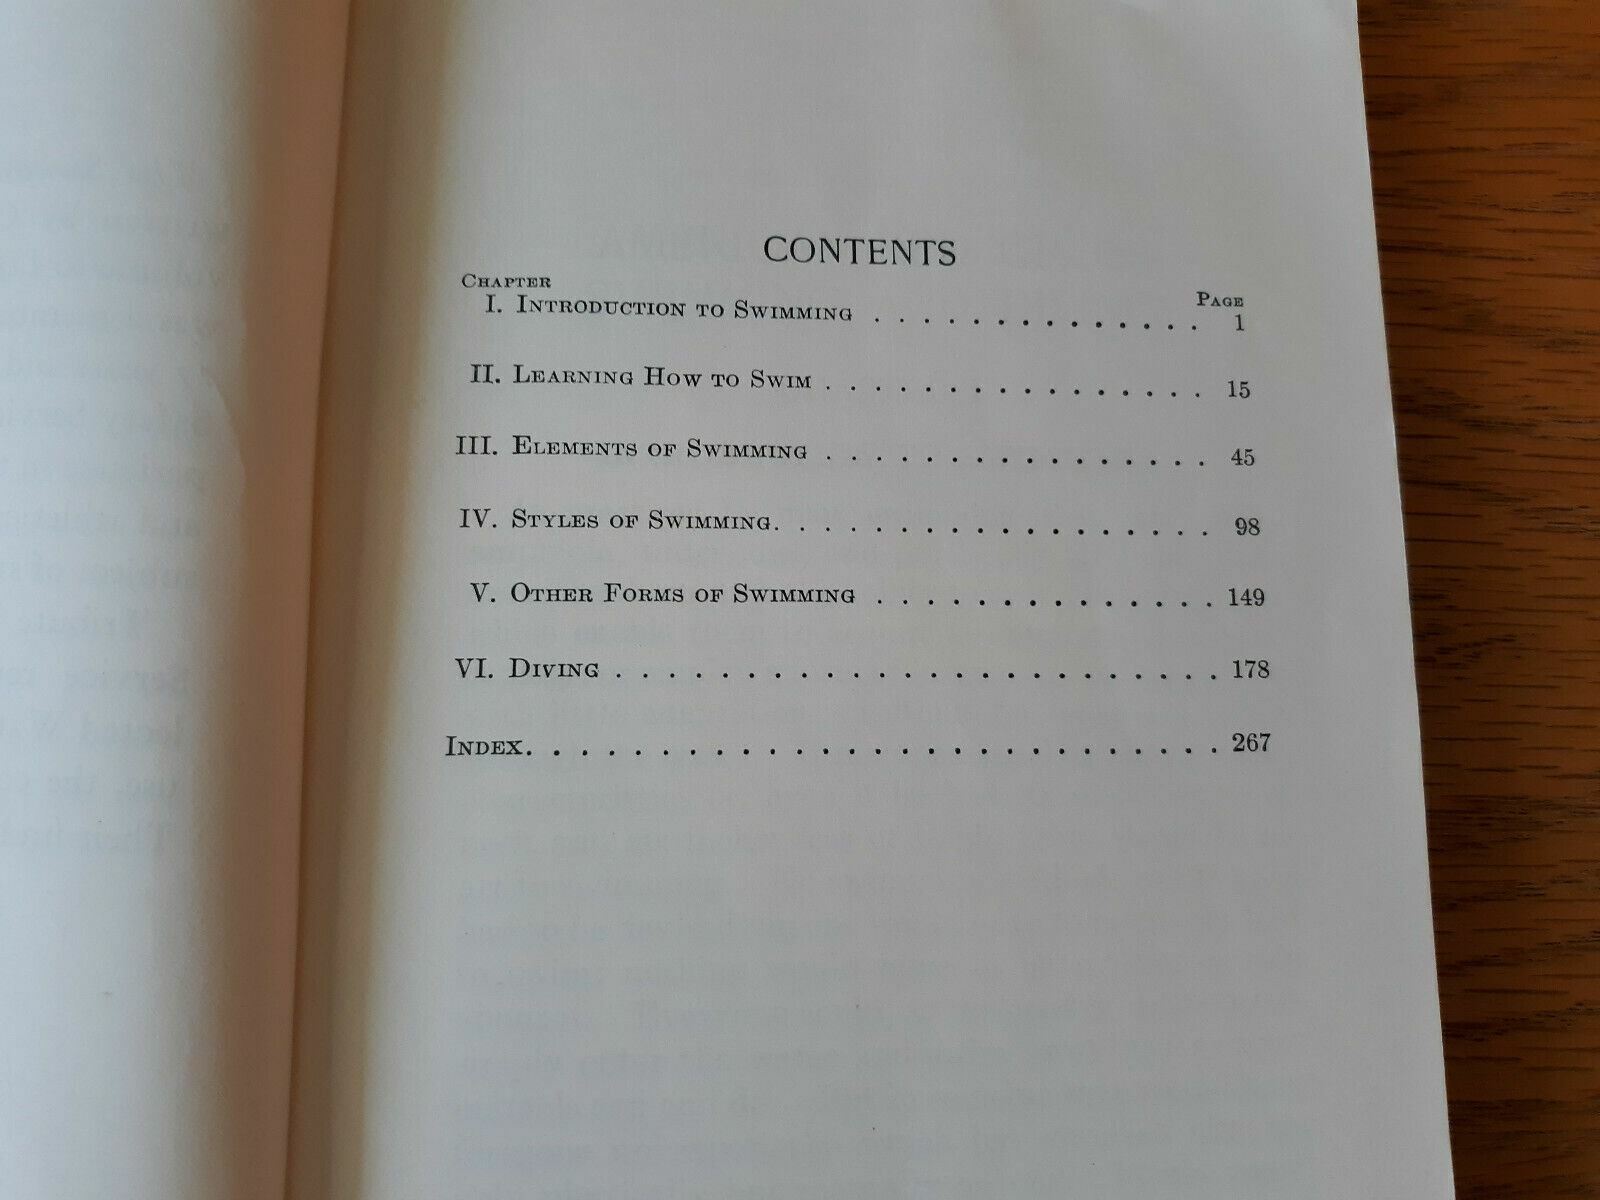 CONTENTS
CHAPTER PAGE
I. INTRODUCTION TO SWIMMING . . . . . . . . . . . . . . 1
II. LEARNING HOW TO SWIM . . . . . . . . . . . . . . . . 15
III. ELEMENTS OF SWIMMING . . . . . . . . . . . . . . . . 45
IV. STYLES OF SWIMMING. . . . . . . . . . . . . . . . . . 98
V. OTHER FORMS OF SWIMMING . . . . . . . . . . . . . . 149
VI. DIVING . . . . . . . . . . . . . . . . . . . . . . . . 178
INDEX. . . . . . . . . . . . . . . . . . . . . . . . . . . 267